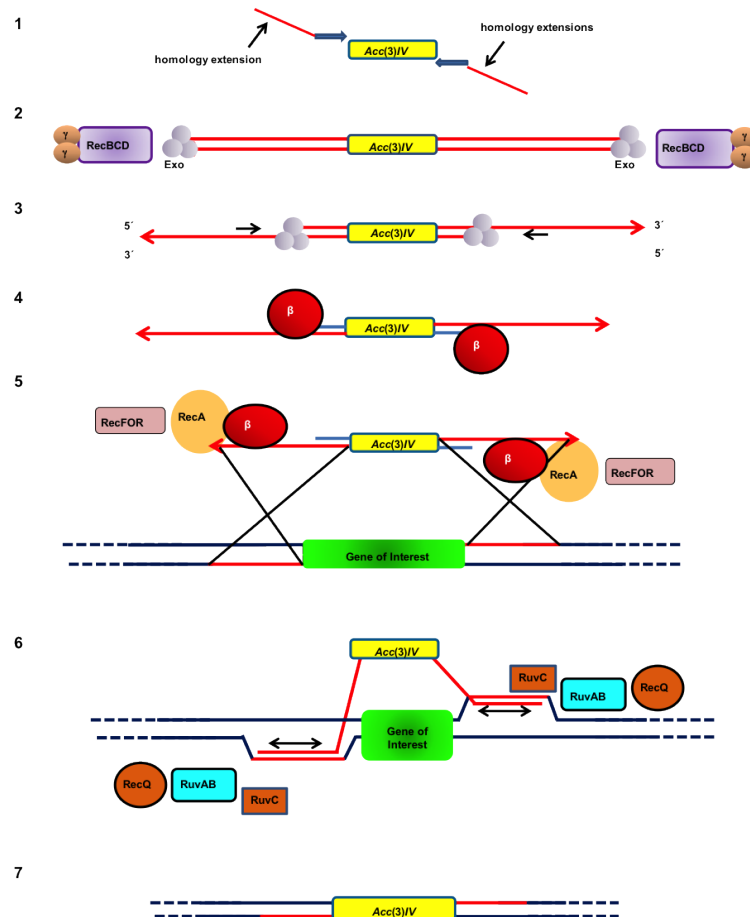 1
homology extension
Acc(3)IV
homology extensions
2
γ
γ
RecBCD
Exo
Acc(3)IV
Exo
RecBCD
γ
γ
3
5´
3´
Acc(3)IV
3´
5´
4
β
Acc(3)IV
β
5
RecFOR
RecA
β
Acc(3)IV
β
RecA
RecFOR
Gene of Interest
6
Acc(3)IV
RuvC
RuvAB
RecQ
Gene of
Interest
RecQ
RuvAB
RuvC
7
Acc(3)IV